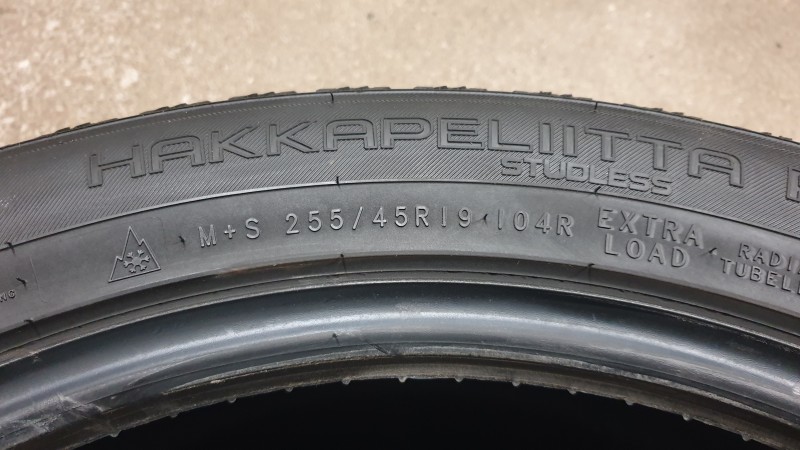 HAKKAPELIITTA R
STUDLESS
M+S 255/45R19 104R EXTRA LOAD